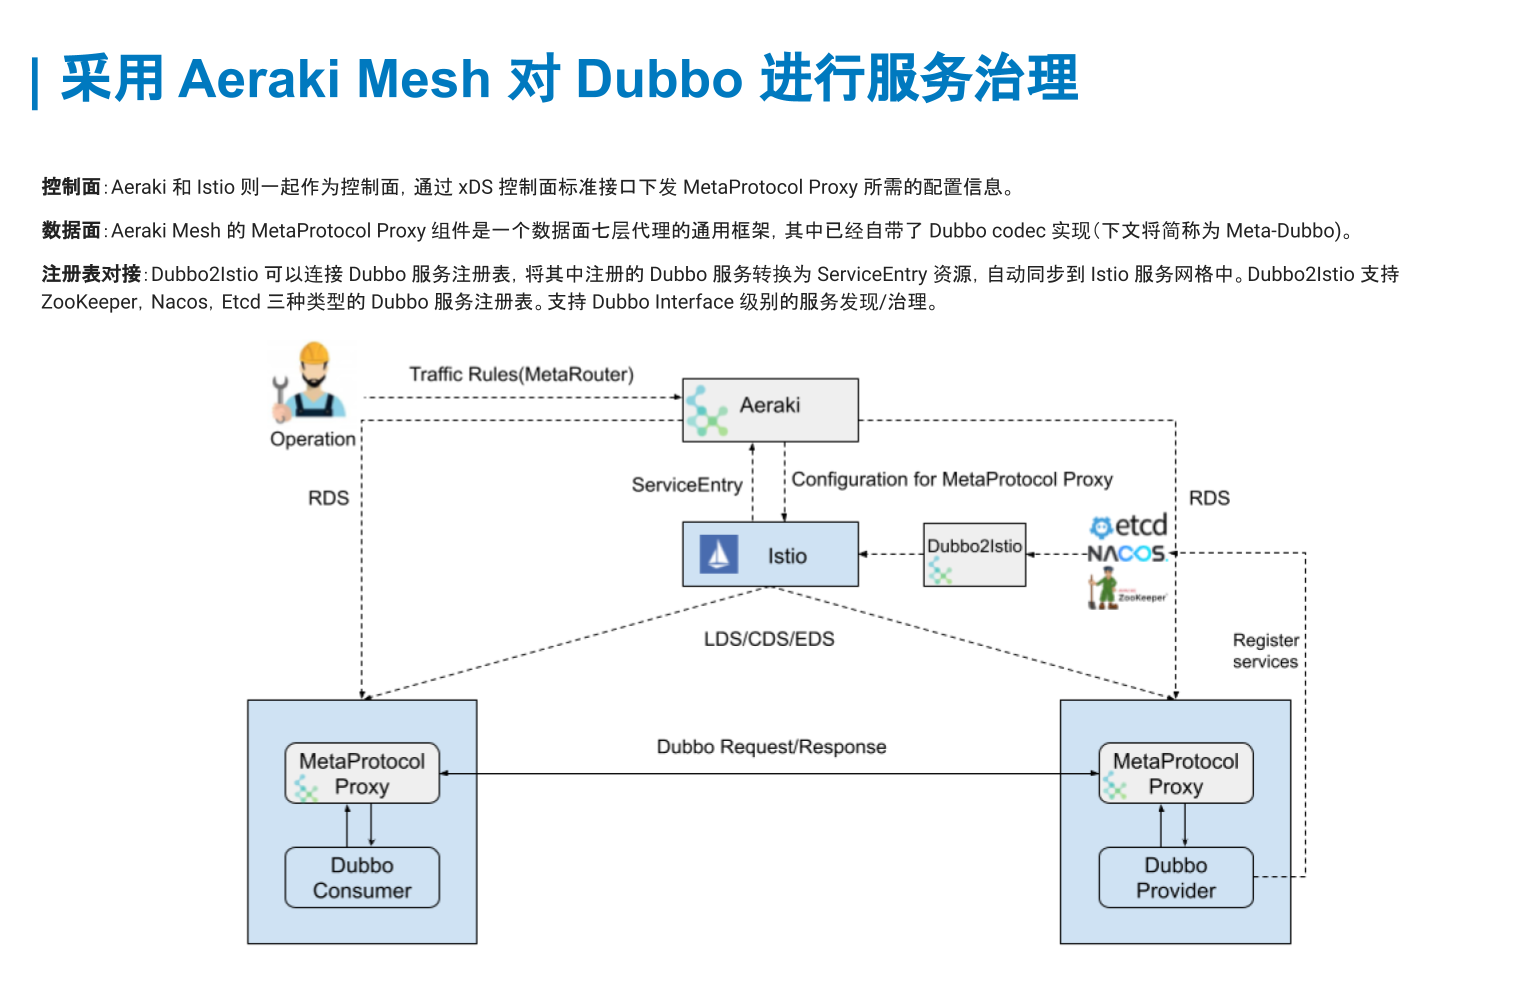 采用 Aeraki Mesh 对 Dubbo 进行服务治理
控制面：Aeraki 和 Istio 则一起作为控制面，通过 xDS 控制面标准接口下发 MetaProtocol Proxy 所需的配置信息。
数据面：Aeraki Mesh 的 MetaProtocol Proxy 组件是一个数据面七层代理的通用框架，其中已经自带了 Dubbo codec 实现（下文将简称为 Meta-Dubbo)。
注册表对接：Dubbo2Istio 可以连接 Dubbo 服务注册表，将其中注册的 Dubbo 服务转换为 ServiceEntry 资源，自动同步到 Istio 服务网格中。Dubbo2Istio 支持
ZooKeeper，Nacos，Etcd 三种类型的 Dubbo 服务注册表。支持 Dubbo Interface 级别的服务发现/治理。
Traffic Rules(MetaRouter)
Aeraki
Operation
ServiceEntry
Configuration for MetaProtocol Proxy
RDS
RDS
etcd
Istio
Dubbo2Istio
NACOS.
ZooKeeper
LDS/CDS/EDS
Register
services
Dubbo Request/Response
MetaProtocol
Proxy
MetaProtocol
Proxy
Dubbo
Consumer
Dubbo
Provider